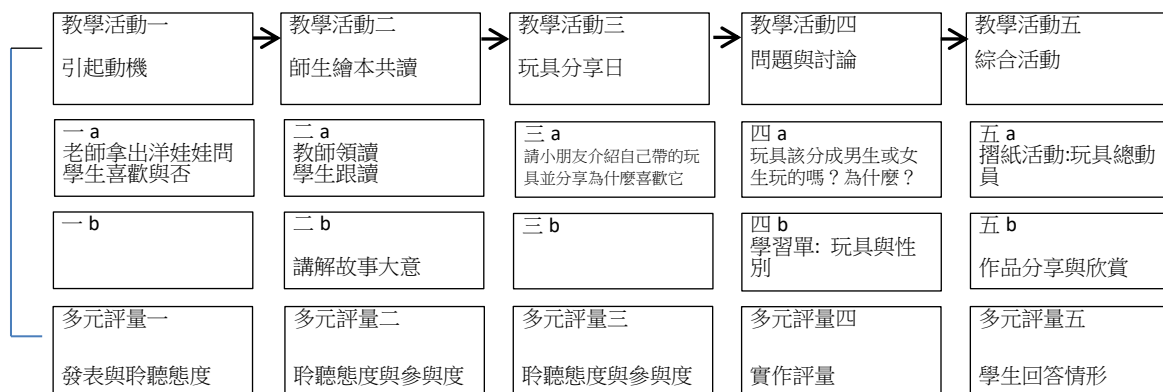 教學活動一
引起動機
教學活動二
師生繪本共讀
教學活動三
玩具分享日
教學活動四
問題與討論
教學活動五
綜合活動
一 a
老師拿出洋娃娃問
學生喜歡與否
二 a
教師領讀
學生跟讀
三 a
請小朋友介紹自己帶的玩
具並分享為什麼喜歡它
四 a
玩具該分成男生或女
生玩的嗎？為什麼？
五 a
摺紙活動:玩具總動
員
一 b
二 b
講解故事大意
三 b
四 b
學習單: 玩具與性
別
五 b
作品分享與欣賞
多元評量一
發表與聆聽態度
多元評量二
聆聽態度與參與度
多元評量三
聆聽態度與參與度
多元評量四
實作評量
多元評量五
學生回答情形